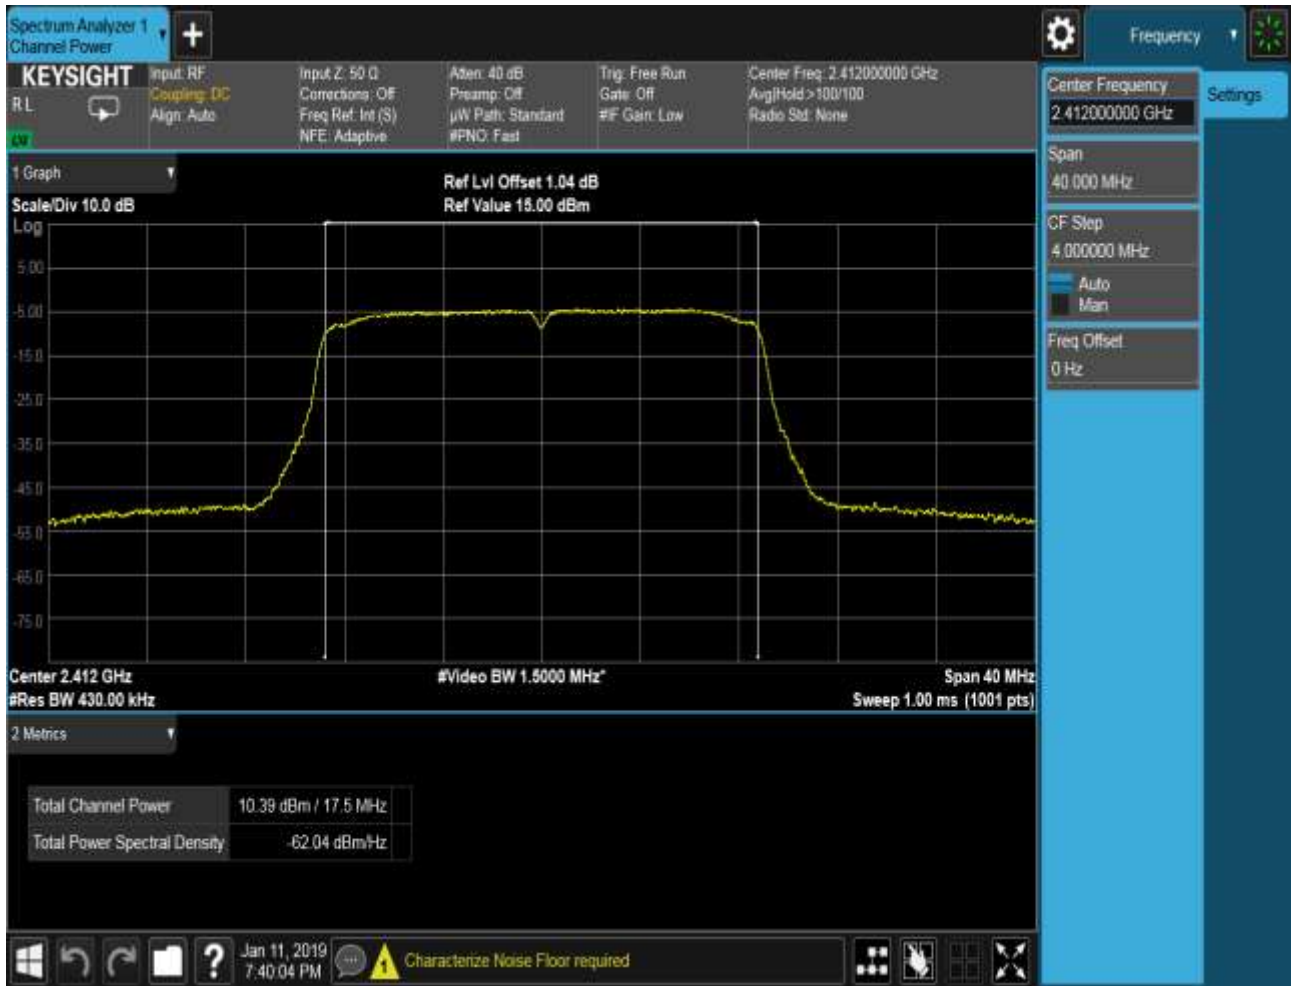 Spectrum Analyzer 1
Channel Power
Frequency
KEYSIGHT
R L
Input: RF
Coupling: DC
Align: Auto
Input Z: 50 Ω
Corrections: Off
Freq Ref: Int (S)
NFE: Adaptive
Atten: 40 dB
Preamp: Off
µW Path: Standard
#PNO: Fast
Trig: Free Run
Gate: Off
#IF Gain: Low
Center Freq: 2.412000000 GHz
Avg|Hold:>100/100
Radio Std: None
Center Frequency
2.412000000 GHz
Settings
Span
40.000 MHz
CF Step
4.000000 MHz
Auto
Man
Freq Offset
0 Hz
1 Graph
Scale/Div 10.0 dB
Ref Lvl Offset 1.04 dB
Ref Value 15.00 dBm
Log
5.00
-5.00
-15.0
-25.0
-35.0
-45.0
-55.0
-65.0
-75.0
Center 2.412 GHz
#Video BW 1.5000 MHz*
Span 40 MHz
#Res BW 430.00 kHz
Sweep 1.00 ms (1001 pts)
2 Metrics
Total Channel Power 10.39 dBm / 17.5 MHz
Total Power Spectral Density -62.04 dBm/Hz
Jan 11, 2019
7:40:04 PM
1
Characterize Noise Floor required